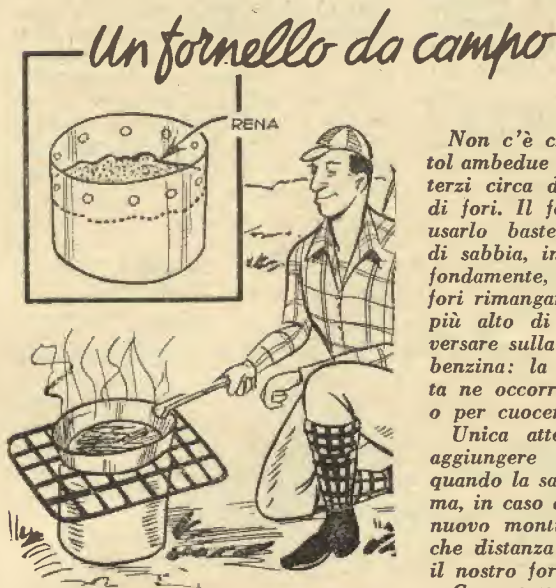 Un fornello da campo
RENA
Non c'è c
tol ambedue
terzi circa d
di fori. Il f
usarlo baste
di sabbia, in
fondamente,
fori rimangan
più alto di
versare sulla
benzina: la
ta ne occorr
o per cuocer
Unica atte
aggiungere
quando la sa
ma, in caso
nuovo monti
che distanza
il nostro for